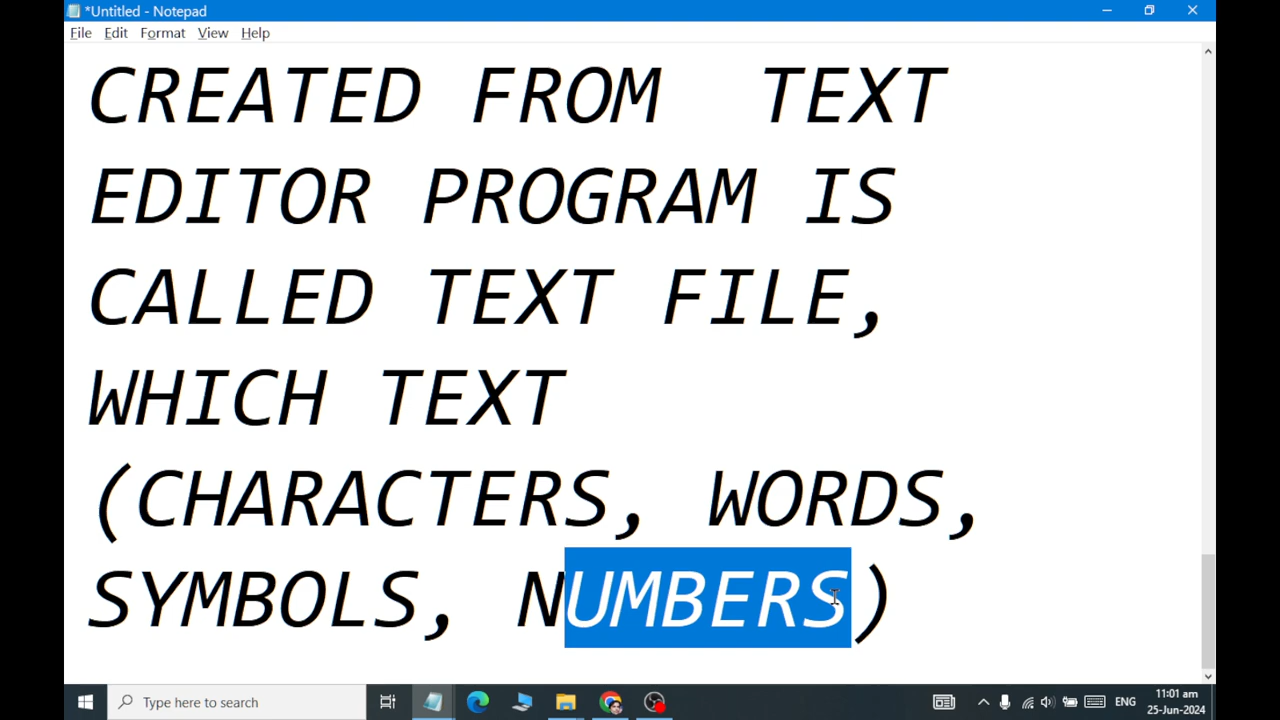 *Untitled - Notepad
File Edit Format View Help
CREATED FROM  TEXT
EDITOR PROGRAM IS
CALLED TEXT FILE,
WHICH TEXT
(CHARACTERS, WORDS,
SYMBOLS, NUMBERS)
Type here to search
ENG
11:01 am
25-Jun-2024